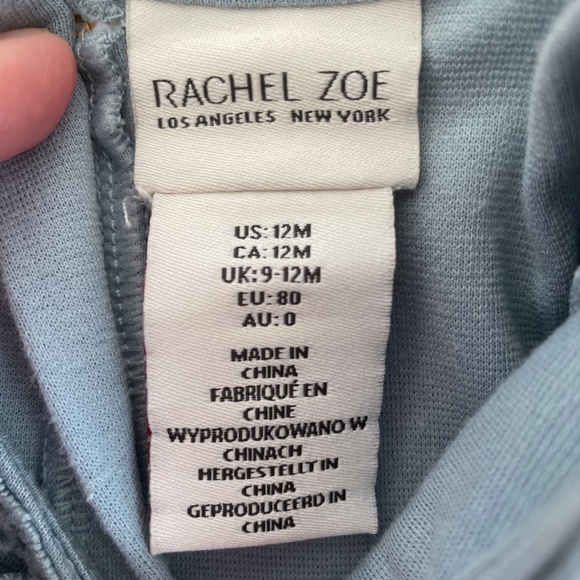 RACHEL ZOE
LOS ANGELES NEW YORK
US: 12M
CA: 12M
UK: 9-12M
EU: 80
AU: 0
MADE IN
CHINA
FABRIQUÉ EN
CHINE
WYPRODUKOWANO W
CHINACH
HERGESTELLT IN
CHINA
GEPRODUCEERD IN
CHINA